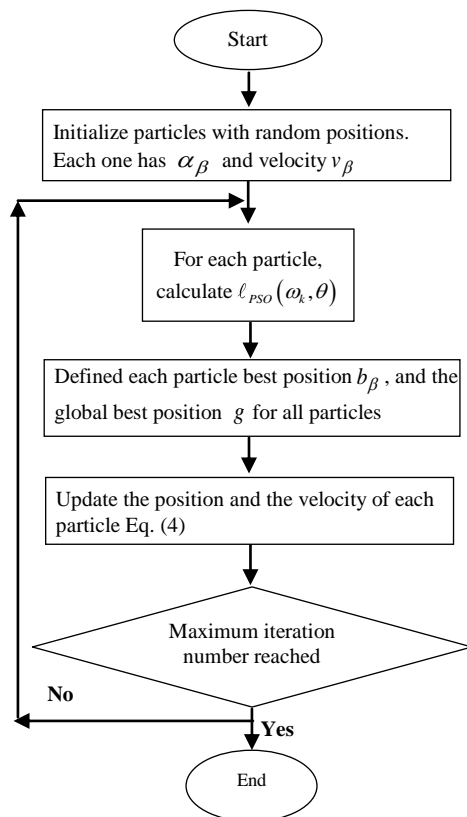 Start
Initialize particles with random positions.
Each one has α_β and velocity v_β
For each particle,
calculate ℓ_PSO(ω_k, θ)
Defined each particle best position b_β , and the
global best position g for all particles
Update the position and the velocity of each
particle Eq. (4)
Maximum iteration
number reached
No
Yes
End